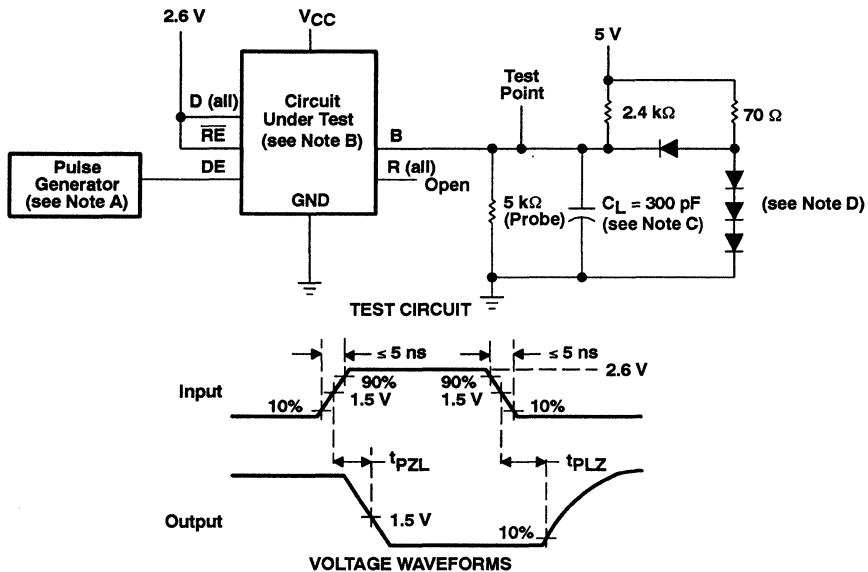 2.6 V
VCC
5 V
Test
Point
2.4 kΩ
70 Ω
D (all)
Circuit
Under Test
(see Note B)
RE
B
Pulse
Generator
(see Note A)
DE
R (all)
Open
GND
5 kΩ
(Probe)
CL = 300 pF
(see Note C)
(see Note D)
TEST CIRCUIT
≤ 5 ns
≤ 5 ns
2.6 V
Input
90%
90%
1.5 V
1.5 V
10%
10%
tPZL
tPLZ
Output
1.5 V
10%
VOLTAGE WAVEFORMS